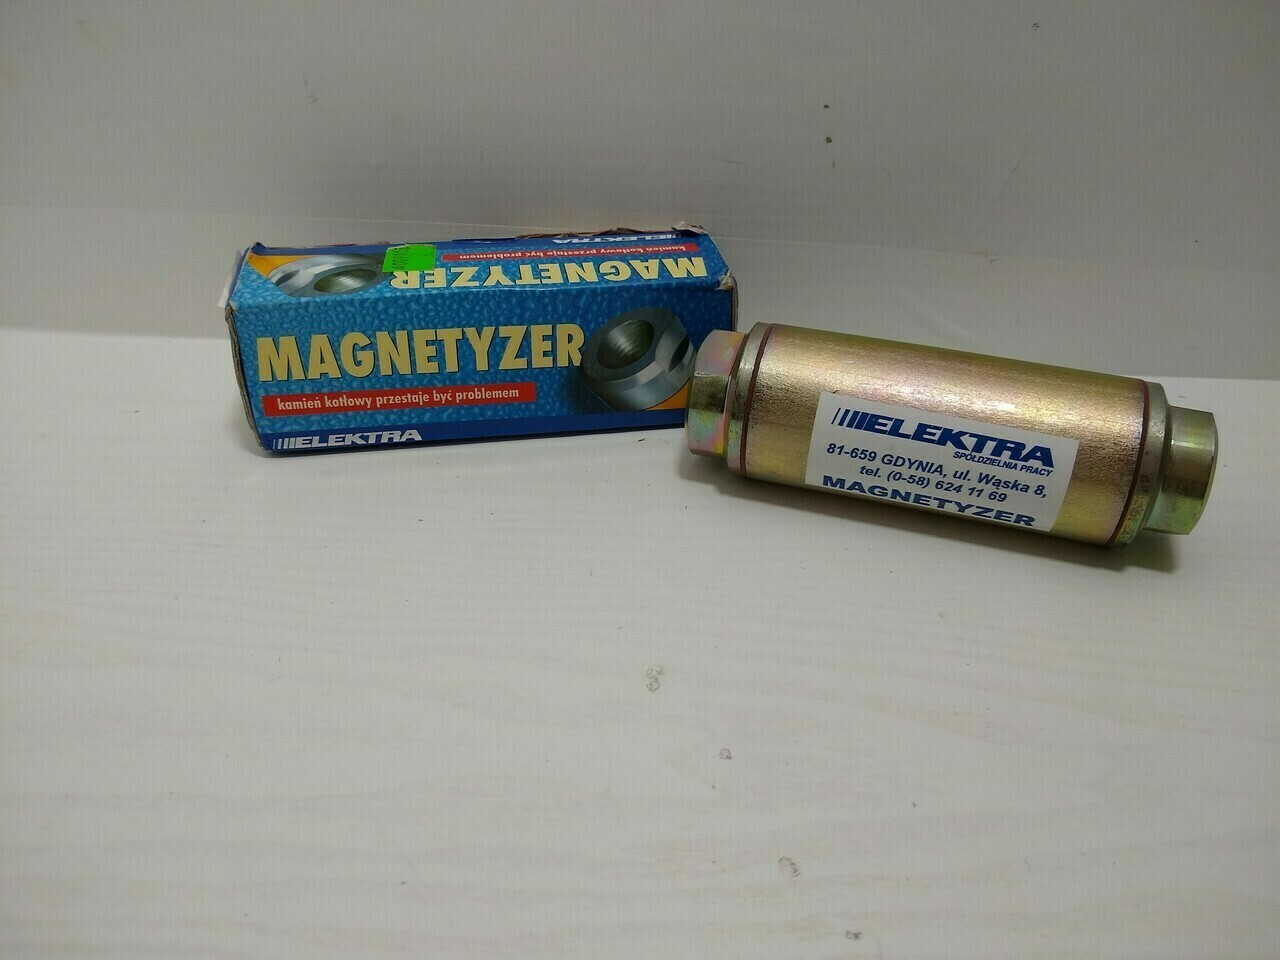 ELEKTRA
kamień kotłowy przestaje być problemem
MAGNETYZER
MAGNETYZER
kamień kotłowy przestaje być problemem
ELEKTRA
ELEKTRA
SPÓŁDZIELNIA PRACY
81-659 GDYNIA, ul. Wąska 8,
tel. (0-58) 624 11 69
MAGNETYZER